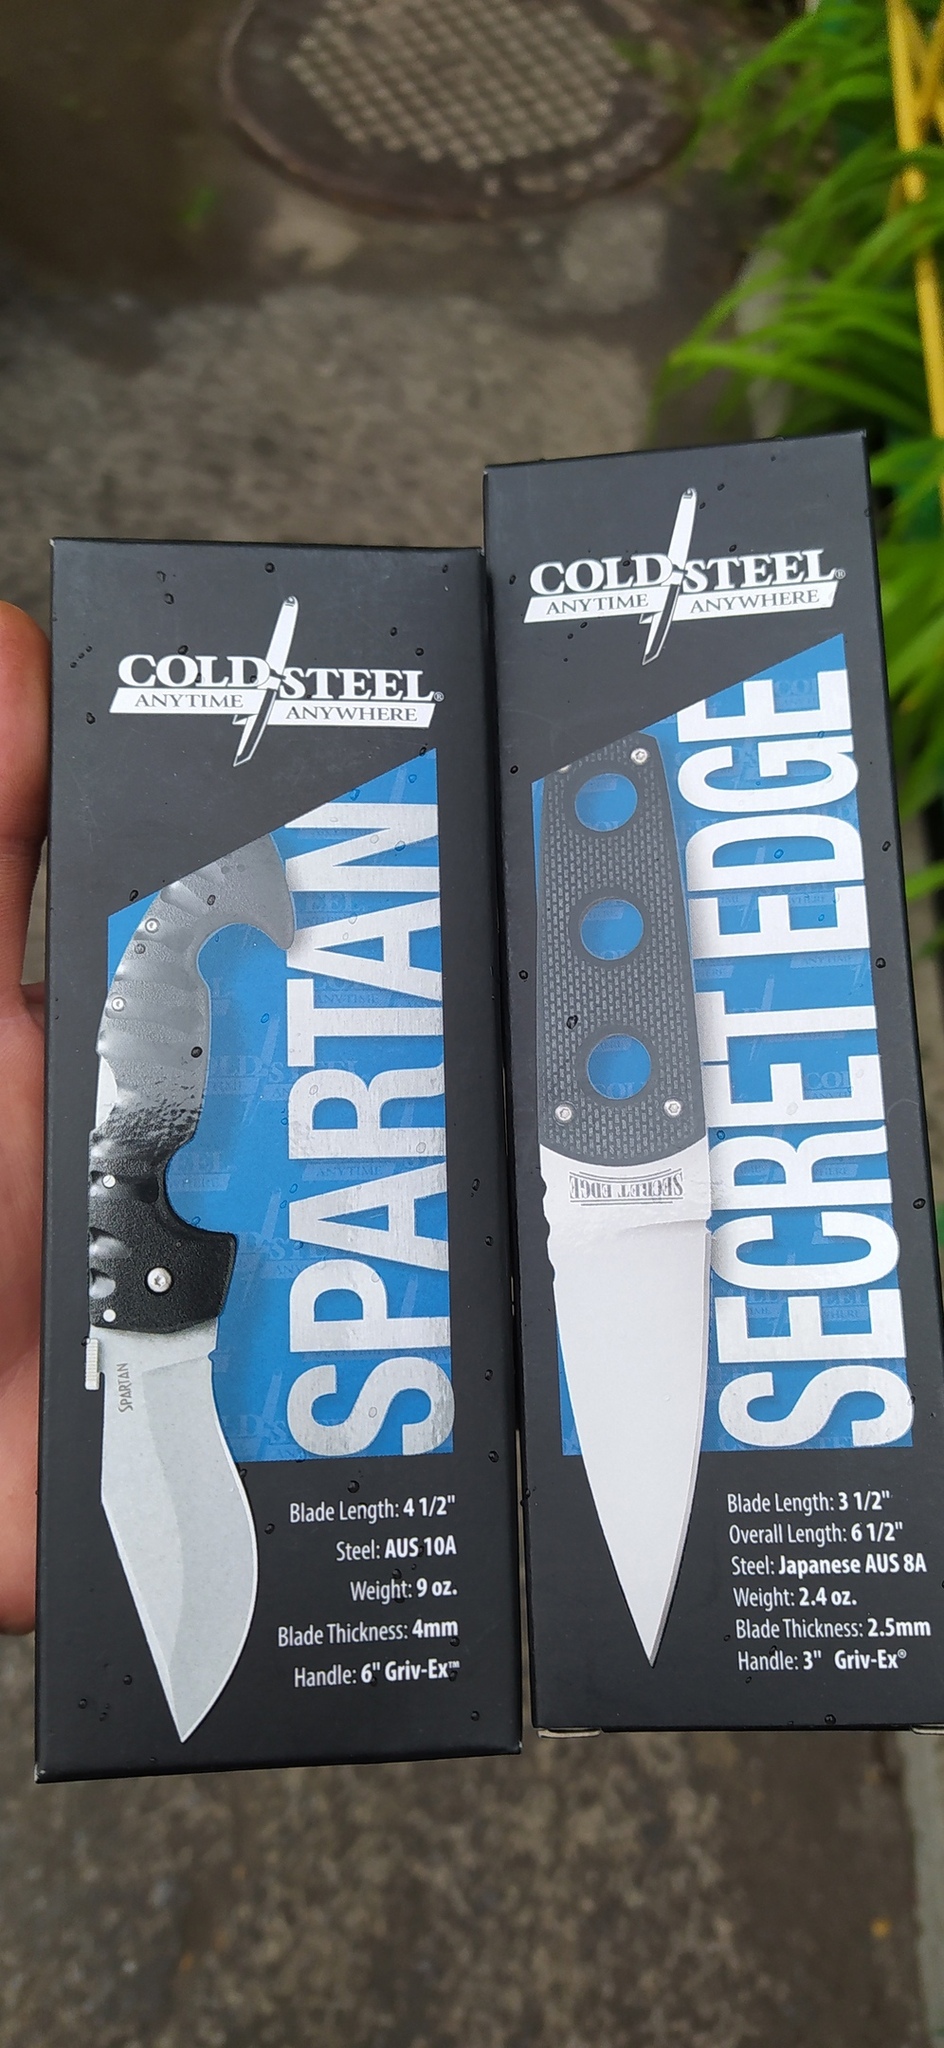 COLD STEEL®
ANYTIME ANYWHERE
SPARTAN
SPARTAN
Blade Length: 4 1/2"
Steel: AUS 10A
Weight: 9 oz.
Blade Thickness: 4mm
Handle: 6" Griv-Ex™
COLD STEEL®
ANYTIME ANYWHERE
SECRET EDGE
SECRET EDGE
Blade Length: 3 1/2"
Overall Length: 6 1/2"
Steel: Japanese AUS 8A
Weight: 2.4 oz.
Blade Thickness: 2.5mm
Handle: 3" Griv-Ex®